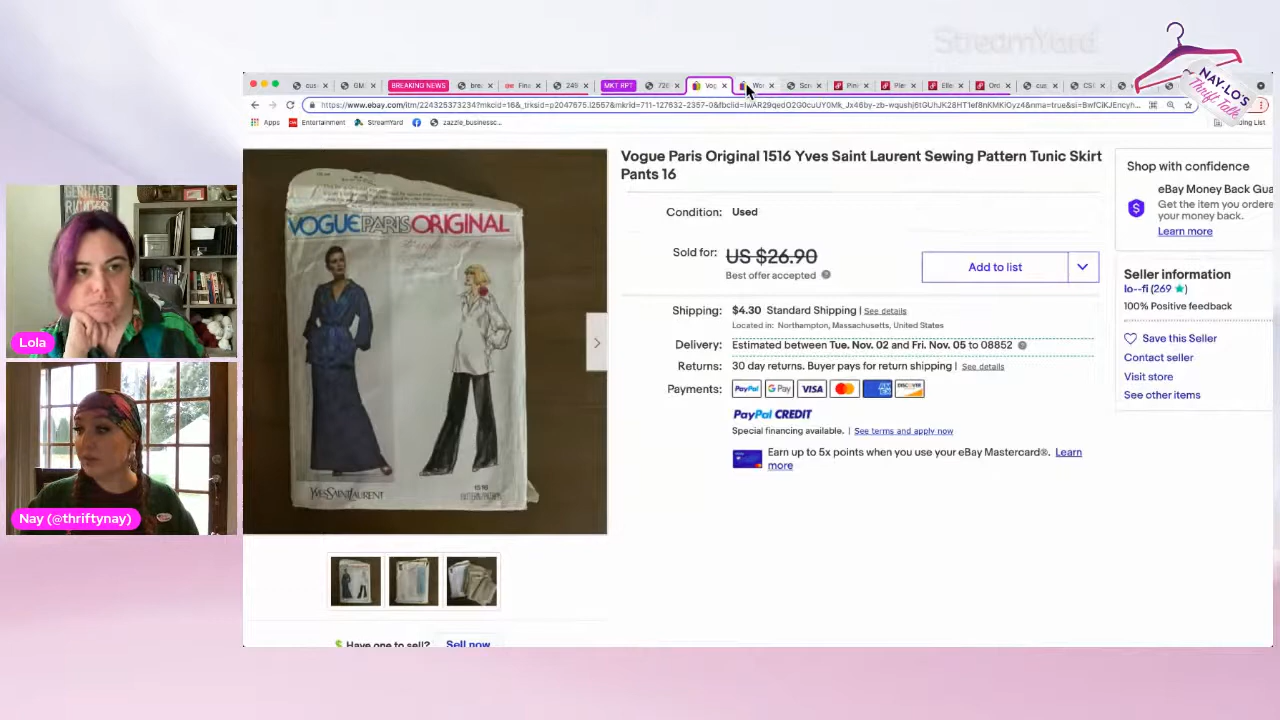 StreamYard
NAY-LO'S
Thrift Talk
BREAKING NEWS
MKT RPT
Apps
Entertainment
StreamYard
zazzle_businessc...
Vogue Paris Original 1516 Yves Saint Laurent Sewing Pattern Tunic Skirt
Pants 16
Condition: Used
Sold for: US $26.90
Best offer accepted
Add to list
Shipping: $4.30 Standard Shipping | See details
Located in: Northampton, Massachusetts, United States
Delivery: Estimated between Tue. Nov. 02 and Fri. Nov. 05 to 08852
Returns: 30 day returns. Buyer pays for return shipping | See details
Payments: PayPal G Pay VISA DISCOVER
PayPal CREDIT
Special financing available. | See terms and apply now
Earn up to 5x points when you use your eBay Mastercard®. Learn
more
Shop with confidence
eBay Money Back Gua
Get the item you ordere
your money back.
Learn more
Seller information
lo--fi (269 )
100% Positive feedback
Save this Seller
Contact seller
Visit store
See other items
VOGUE PARIS ORIGINAL
YVES SAINT LAURENT
1516
Have one to sell? Sell now
Lola
Nay (@thriftynay)